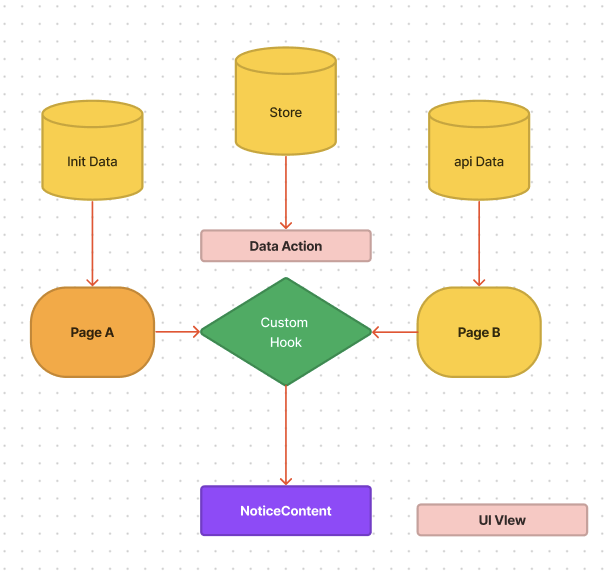 Store
Init Data
api Data
Data Action
Page A
Custom
Hook
Page B
NoticeContent
UI VIew